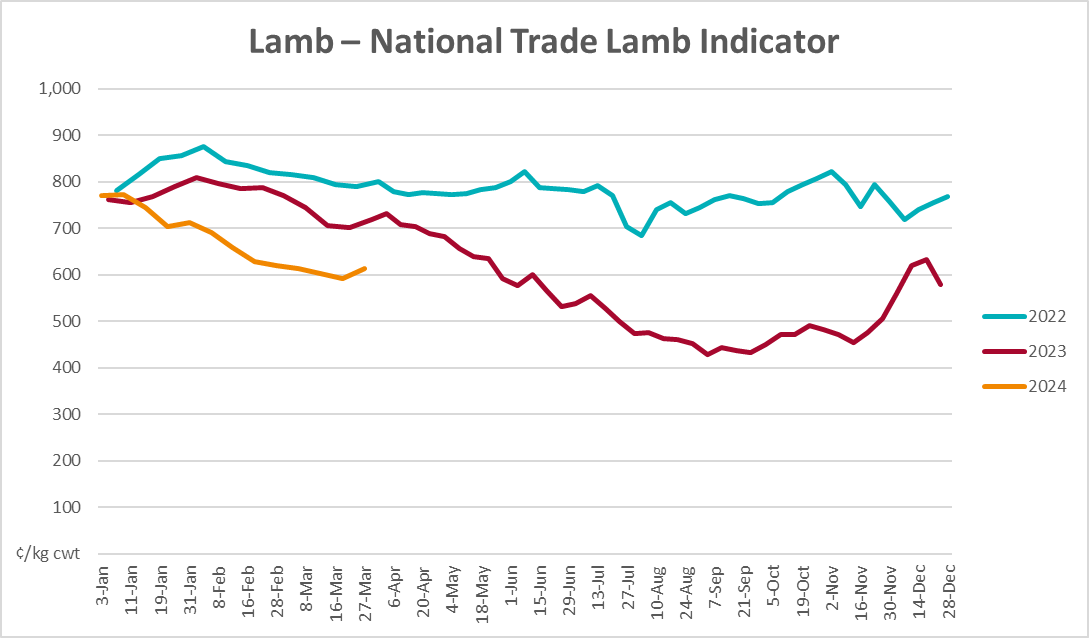 Lamb – National Trade Lamb Indicator
1,000
900
800
700
600
500
400
300
200
100
¢/kg cwt
3-Jan
11-Jan
19-Jan
31-Jan
8-Feb
16-Feb
28-Feb
8-Mar
16-Mar
27-Mar
6-Apr
20-Apr
4-May
18-May
1-Jun
15-Jun
29-Jun
13-Jul
27-Jul
10-Aug
24-Aug
7-Sep
21-Sep
5-Oct
19-Oct
2-Nov
16-Nov
30-Nov
14-Dec
28-Dec
2022
2023
2024